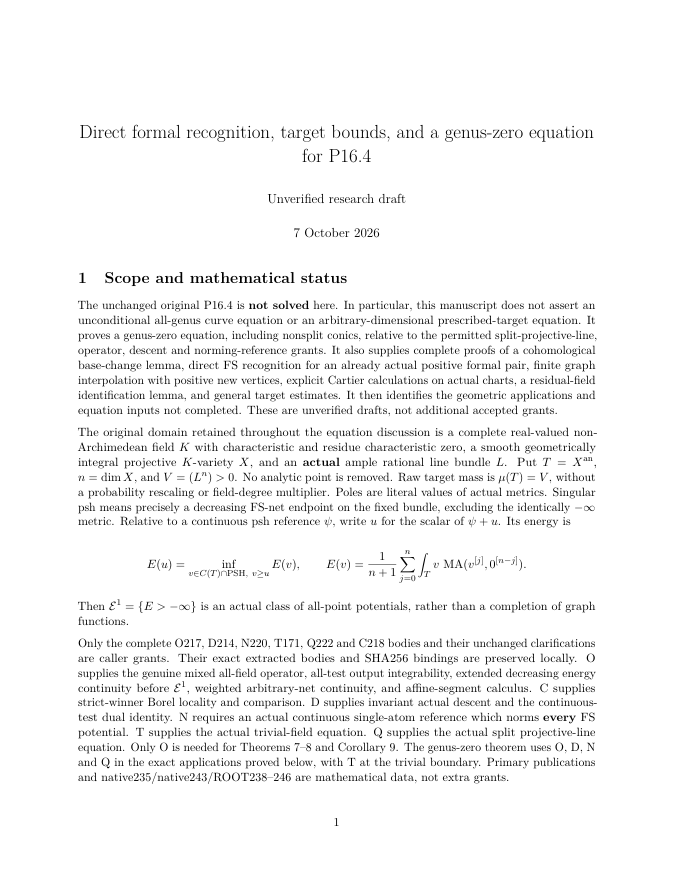 Direct formal recognition, target bounds, and a genus-zero equation
for P16.4
Unverified research draft
7 October 2026
1 Scope and mathematical status
The unchanged original P16.4 is not solved here. In particular, this manuscript does not assert an
unconditional all-genus curve equation or an arbitrary-dimensional prescribed-target equation. It
proves a genus-zero equation, including nonsplit conics, relative to the permitted split-projective-line,
operator, descent and norming-reference grants. It also supplies complete proofs of a cohomological
base-change lemma, direct FS recognition for an already actual positive formal pair, finite graph
interpolation with positive new vertices, explicit Cartier calculations on actual charts, a residual-field
identification lemma, and general target estimates. It then identifies the geometric applications and
equation inputs not completed. These are unverified drafts, not additional accepted grants.
The original domain retained throughout the equation discussion is a complete real-valued non-
Archimedean field K with characteristic and residue characteristic zero, a smooth geometrically
integral projective K-variety X, and an actual ample rational line bundle L. Put T = X^an,
n = dim X, and V = (L^n) > 0. No analytic point is removed. Raw target mass is μ(T) = V, without
a probability rescaling or field-degree multiplier. Poles are literal values of actual metrics. Singular
psh means precisely a decreasing FS-net endpoint on the fixed bundle, excluding the identically −∞
metric. Relative to a continuous psh reference ψ, write u for the scalar of ψ + u. Its energy is
E(u) = inf_{v∈C(T)∩PSH, v≥u} E(v), E(v) = 1/(n + 1) ∑_{j=0}^{n} ∫_T v MA(v^{[j]}, 0^{[n−j]}).
Then 𝓔^1 = {E > −∞} is an actual class of all-point potentials, rather than a completion of graph
functions.
Only the complete O217, D214, N220, T171, Q222 and C218 bodies and their unchanged clarifications
are caller grants. Their exact extracted bodies and SHA256 bindings are preserved locally. O
supplies the genuine mixed all-field operator, all-test output integrability, extended decreasing energy
continuity before 𝓔^1, weighted arbitrary-net continuity, and affine-segment calculus. C supplies
strict-winner Borel locality and comparison. D supplies invariant actual descent and the continuous-
test dual identity. N requires an actual continuous single-atom reference which norms every FS
potential. T supplies the actual trivial-field equation. Q supplies the actual split projective-line
equation. Only O is needed for Theorems 7–8 and Corollary 9. The genus-zero theorem uses O, D, N
and Q in the exact applications proved below, with T at the trivial boundary. Primary publications
and native235/native243/ROOT238–246 are mathematical data, not extra grants.
1